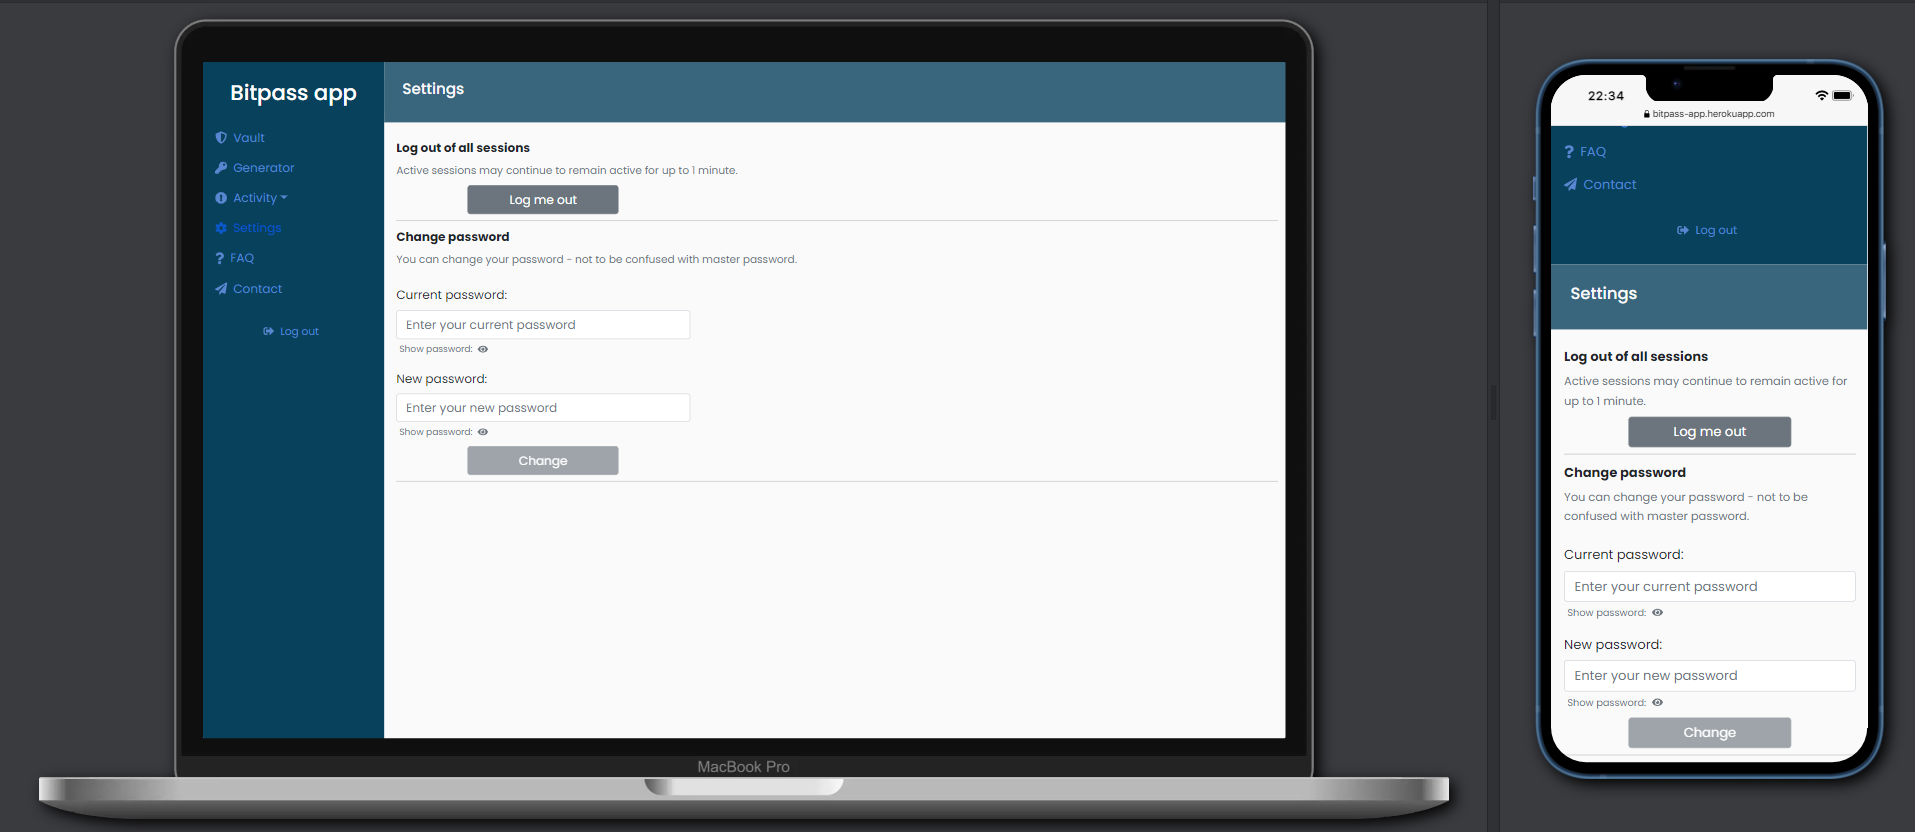 Bitpass app
Vault
Generator
Activity
Settings
FAQ
Contact
Log out
Settings
Log out of all sessions
Active sessions may continue to remain active for up to 1 minute.
Log me out
Change password
You can change your password - not to be confused with master password.
Current password:
Enter your current password
Show password:
New password:
Enter your new password
Show password:
Change
MacBook Pro
22:34
bitpass-app.herokuapp.com
FAQ
Contact
Log out
Settings
Log out of all sessions
Active sessions may continue to remain active for
up to 1 minute.
Log me out
Change password
You can change your password - not to be
confused with master password.
Current password:
Enter your current password
Show password:
New password:
Enter your new password
Show password:
Change